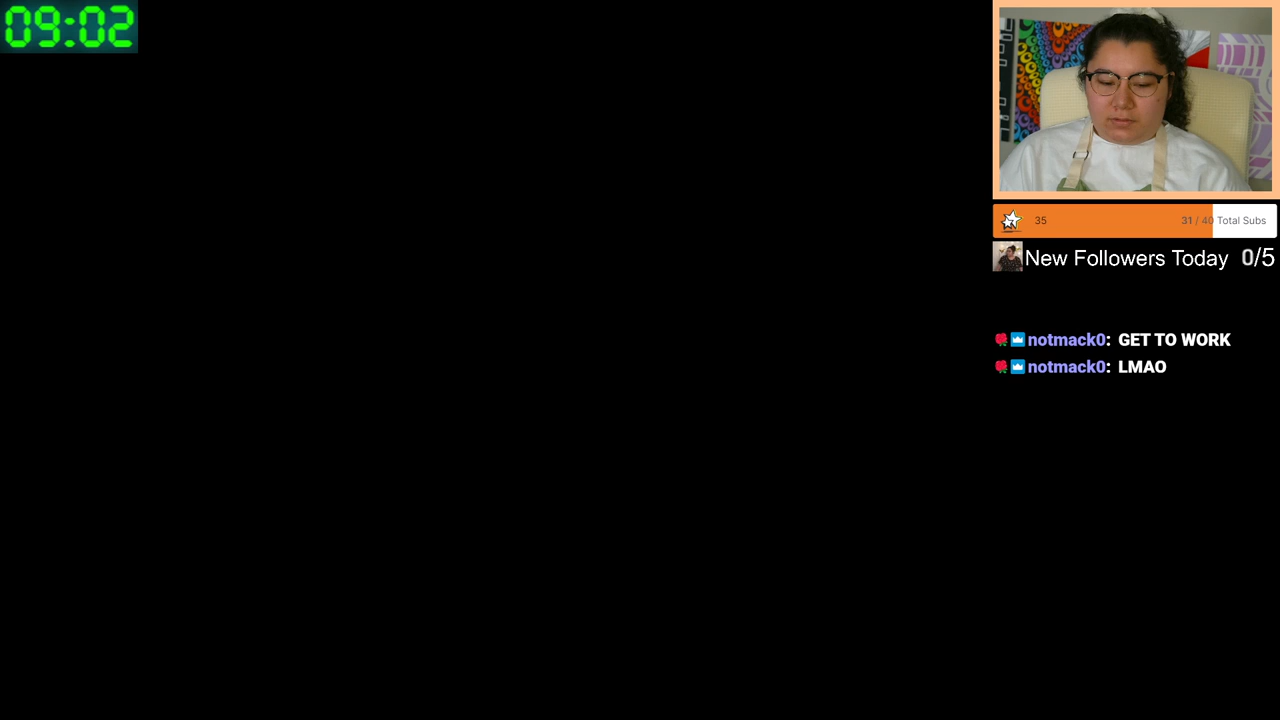 09:02
35 31 / 40 Total Subs
New Followers Today 0/5
notmack0: GET TO WORK
notmack0: LMAO